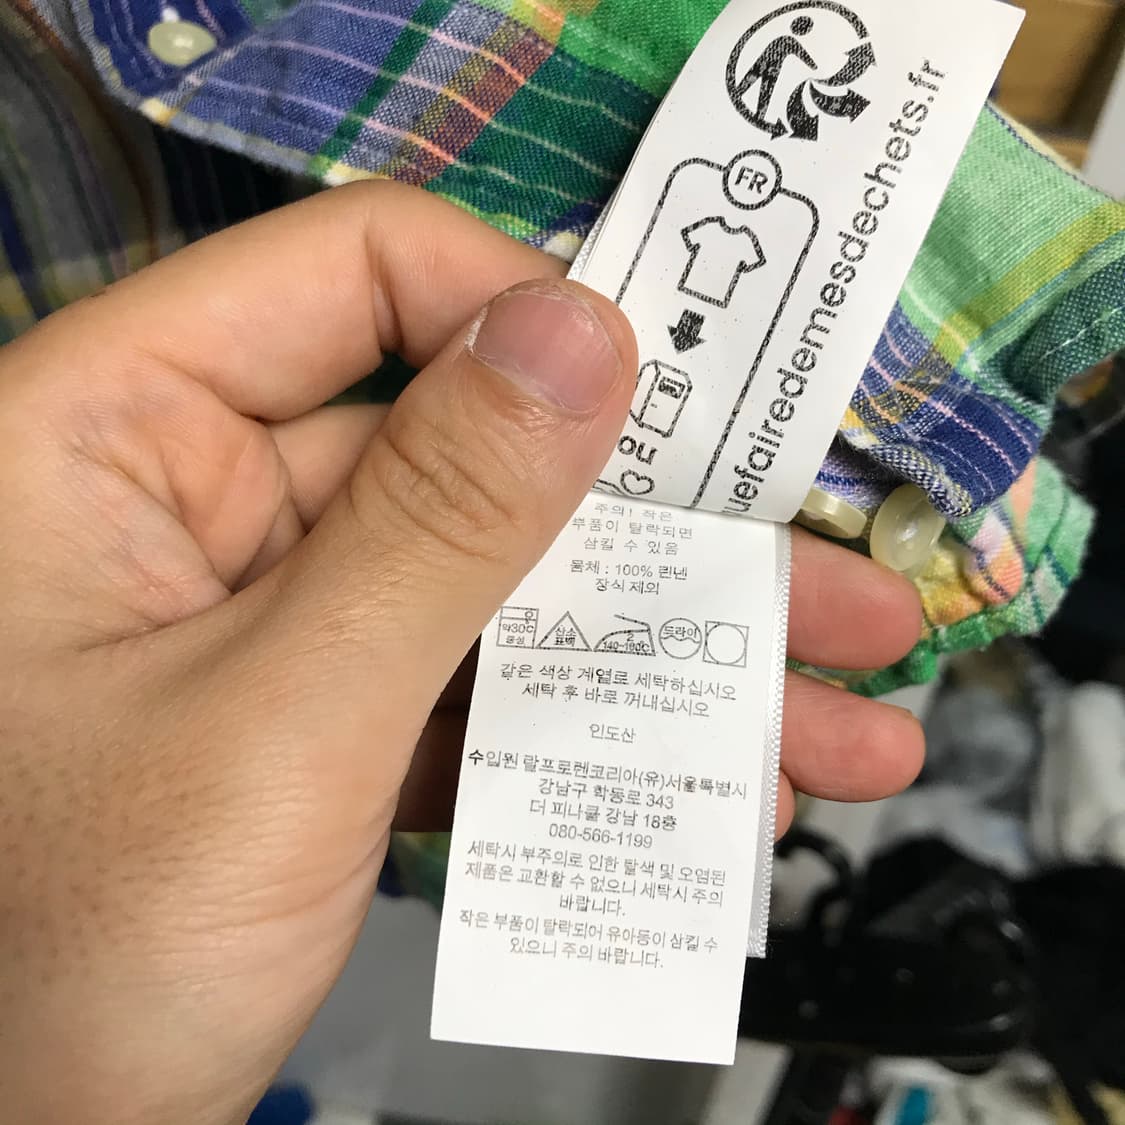 FR
uefairedemesdechets.fr
OU
주의! 작은
부품이 탈락되면
삼킬 수 있음
몸체 : 100% 린넨
장식 제외
약30℃
중성
산소
표백
2
140~160℃
드라이
같은 색상 계열로 세탁하십시오
세탁 후 바로 꺼내십시오
인도산
수입원 랄프로렌코리아(유)서울특별시
강남구 학동로 343
더 피나클 강남 18층
080-566-1199
세탁시 부주의로 인한 탈색 및 오염된
제품은 교환할 수 없으니 세탁시 주의
바랍니다.
작은 부품이 탈락되어 유아등이 삼킬 수
있으니 주의 바랍니다.